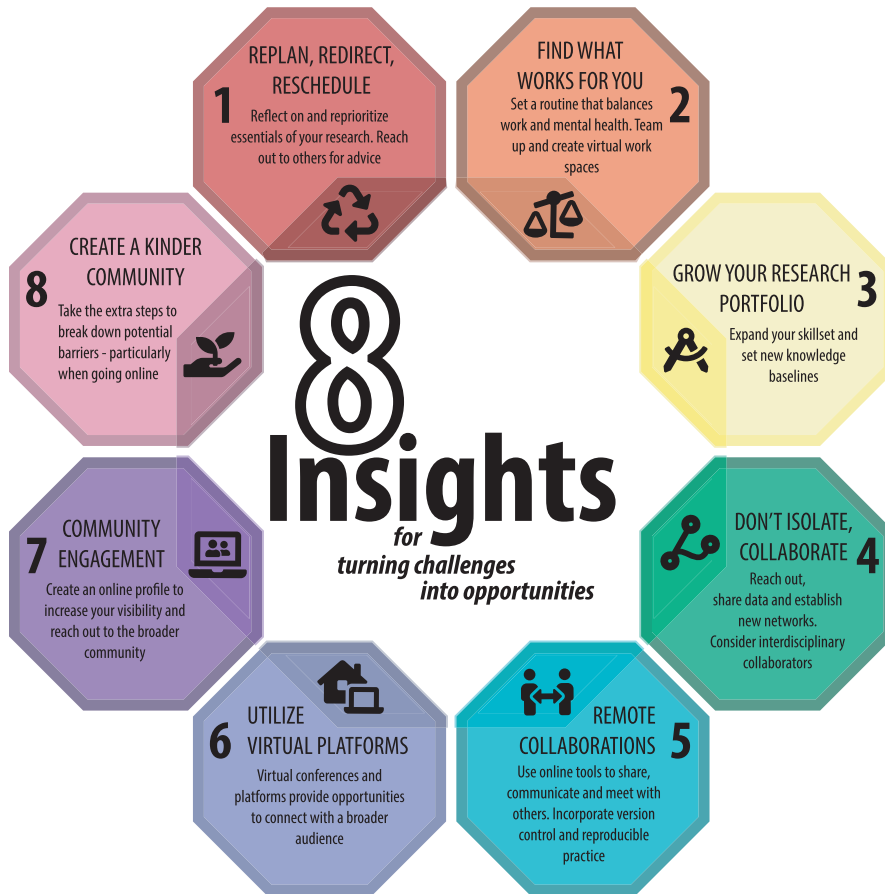 8
Insights
for
turning challenges
into opportunities
1
REPLAN, REDIRECT,
RESCHEDULE
Reflect on and reprioritize
essentials of your research. Reach
out to others for advice
2
FIND WHAT
WORKS FOR YOU
Set a routine that balances
work and mental health. Team
up and create virtual work
spaces
3
GROW YOUR RESEARCH
PORTFOLIO
Expand your skillset and
set new knowledge
baselines
4
DON'T ISOLATE,
COLLABORATE
Reach out,
share data and establish
new networks.
Consider interdisciplinary
collaborators
5
REMOTE
COLLABORATIONS
Use online tools to share,
communicate and meet with
others. Incorporate version
control and reproducible
practice
6
UTILIZE
VIRTUAL PLATFORMS
Virtual conferences and
platforms provide opportunities
to connect with a broader
audience
7
COMMUNITY
ENGAGEMENT
Create an online profile to
increase your visibility and
reach out to the broader
community
8
CREATE A KINDER
COMMUNITY
Take the extra steps to
break down potential
barriers - particularly
when going online